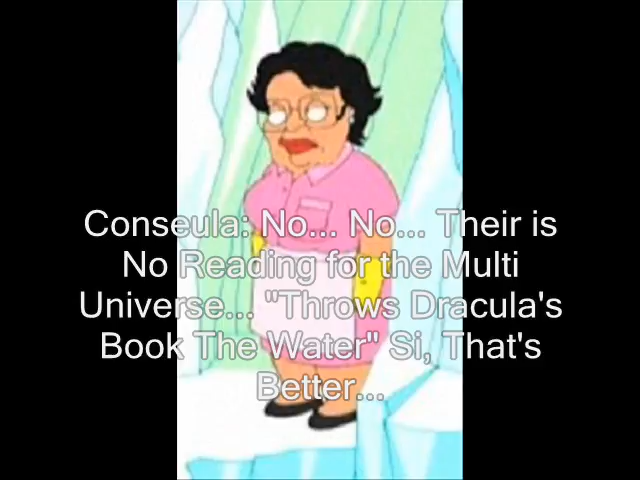 Conseula: No... No... Their is
No Reading for the Multi
Universe... "Throws Dracula's
Book The Water" Si, That's
Better...